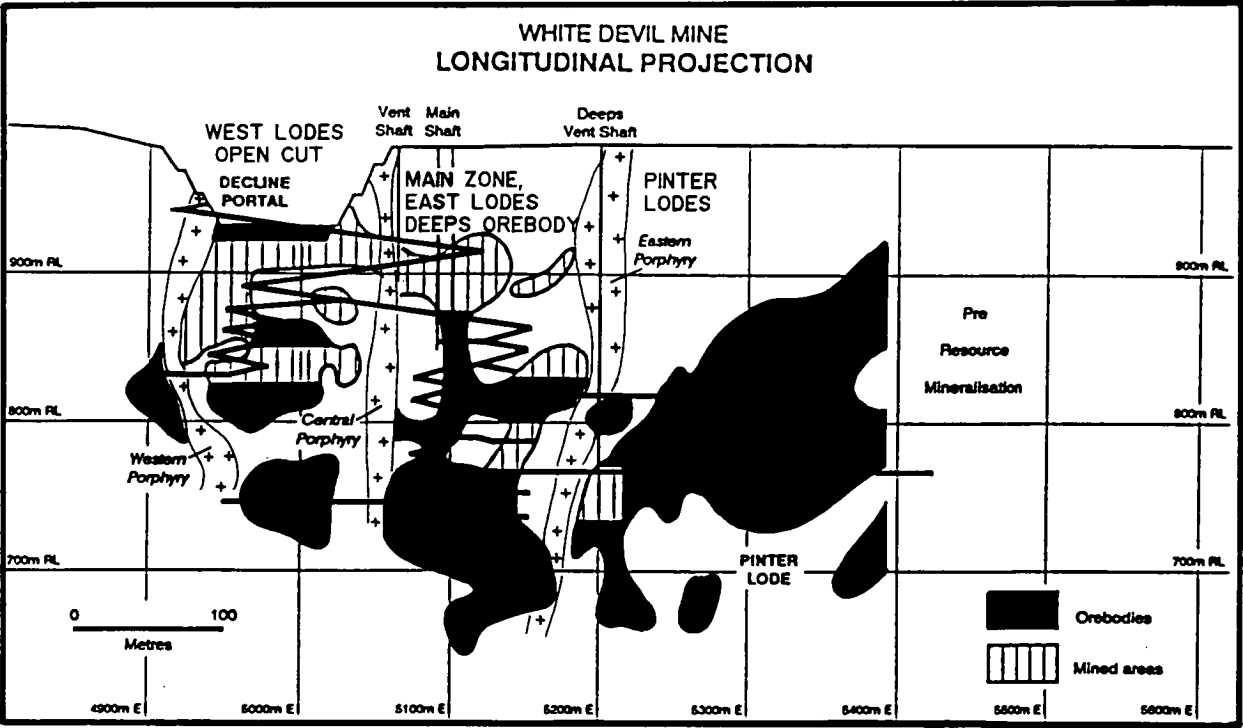 WHITE DEVIL MINE
LONGITUDINAL PROJECTION
Vent Shaft
Main Shaft
Deeps Vent Shaft
WEST LODES
OPEN CUT
DECLINE
PORTAL
MAIN ZONE,
EAST LODES
DEEPS OREBODY
PINTER
LODES
Eastern
Porphyry
900m RL
900m RL
Pre
Resource
Mineralisation
800m RL
800m RL
Central
Porphyry
Western
Porphyry
700m RL
700m RL
PINTER
LODE
0 100
Metres
Orebodies
Mined areas
4900m E
5000m E
5100m E
5200m E
5300m E
5400m E
5500m E
5600m E